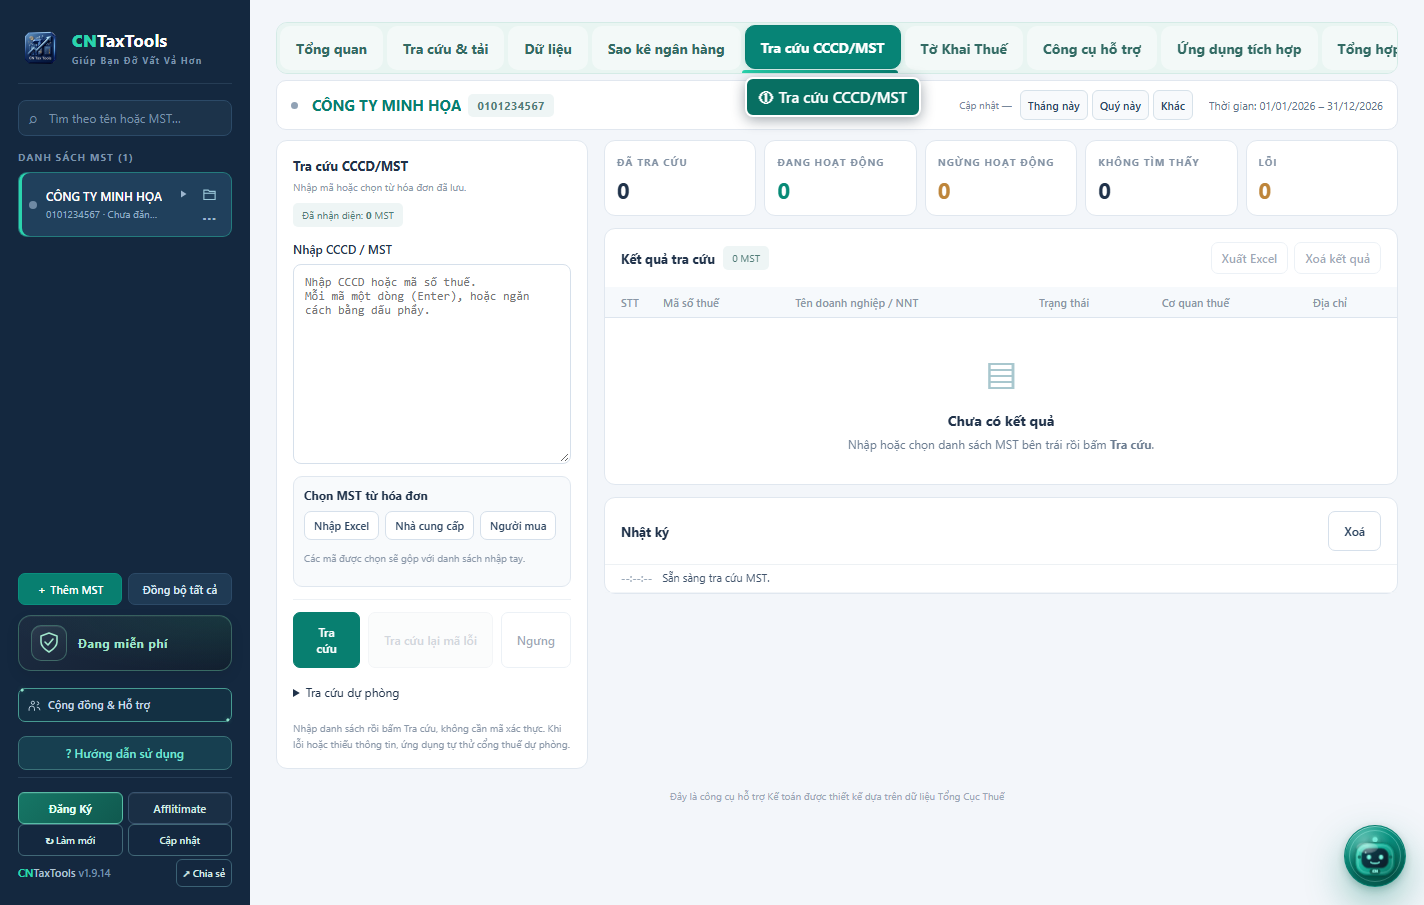 CNTaxTools
Giúp Bạn Đỡ Vất Vả Hơn
Tìm theo tên hoặc MST...
DANH SÁCH MST (1)
CÔNG TY MINH HỌA
0101234567 · Chưa đăn...
+ Thêm MST
Đồng bộ tất cả
Đang miễn phí
Cộng đồng & Hỗ trợ
? Hướng dẫn sử dụng
Đăng Ký
Afflitimate
↻ Làm mới
Cập nhật
CNTaxTools v1.9.14
↗ Chia sẻ
Tổng quan
Tra cứu & tải
Dữ liệu
Sao kê ngân hàng
Tra cứu CCCD/MST
Tờ Khai Thuế
Công cụ hỗ trợ
Ứng dụng tích hợp
Tổng hợp
① Tra cứu CCCD/MST
CÔNG TY MINH HỌA
0101234567
Cập nhật —
Tháng này
Quý này
Khác
Thời gian: 01/01/2026 – 31/12/2026
Tra cứu CCCD/MST
Nhập mã hoặc chọn từ hóa đơn đã lưu.
Đã nhận diện: 0 MST
Nhập CCCD / MST
Nhập CCCD hoặc mã số thuế.
Mỗi mã một dòng (Enter), hoặc ngăn
cách bằng dấu phẩy.
Chọn MST từ hóa đơn
Nhập Excel
Nhà cung cấp
Người mua
Các mã được chọn sẽ gộp với danh sách nhập tay.
Tra
cứu
Tra cứu lại mã lỗi
Ngưng
▶ Tra cứu dự phòng
Nhập danh sách rồi bấm Tra cứu, không cần mã xác thực. Khi
lỗi hoặc thiếu thông tin, ứng dụng tự thử cổng thuế dự phòng.
ĐÃ TRA CỨU
0
ĐANG HOẠT ĐỘNG
0
NGỪNG HOẠT ĐỘNG
0
KHÔNG TÌM THẤY
0
LỖI
0
Kết quả tra cứu
0 MST
Xuất Excel
Xoá kết quả
STT
Mã số thuế
Tên doanh nghiệp / NNT
Trạng thái
Cơ quan thuế
Địa chỉ
Chưa có kết quả
Nhập hoặc chọn danh sách MST bên trái rồi bấm Tra cứu.
Nhật ký
Xoá
--:--:-- Sẵn sàng tra cứu MST.
Đây là công cụ hỗ trợ Kế toán được thiết kế dựa trên dữ liệu Tổng Cục Thuế